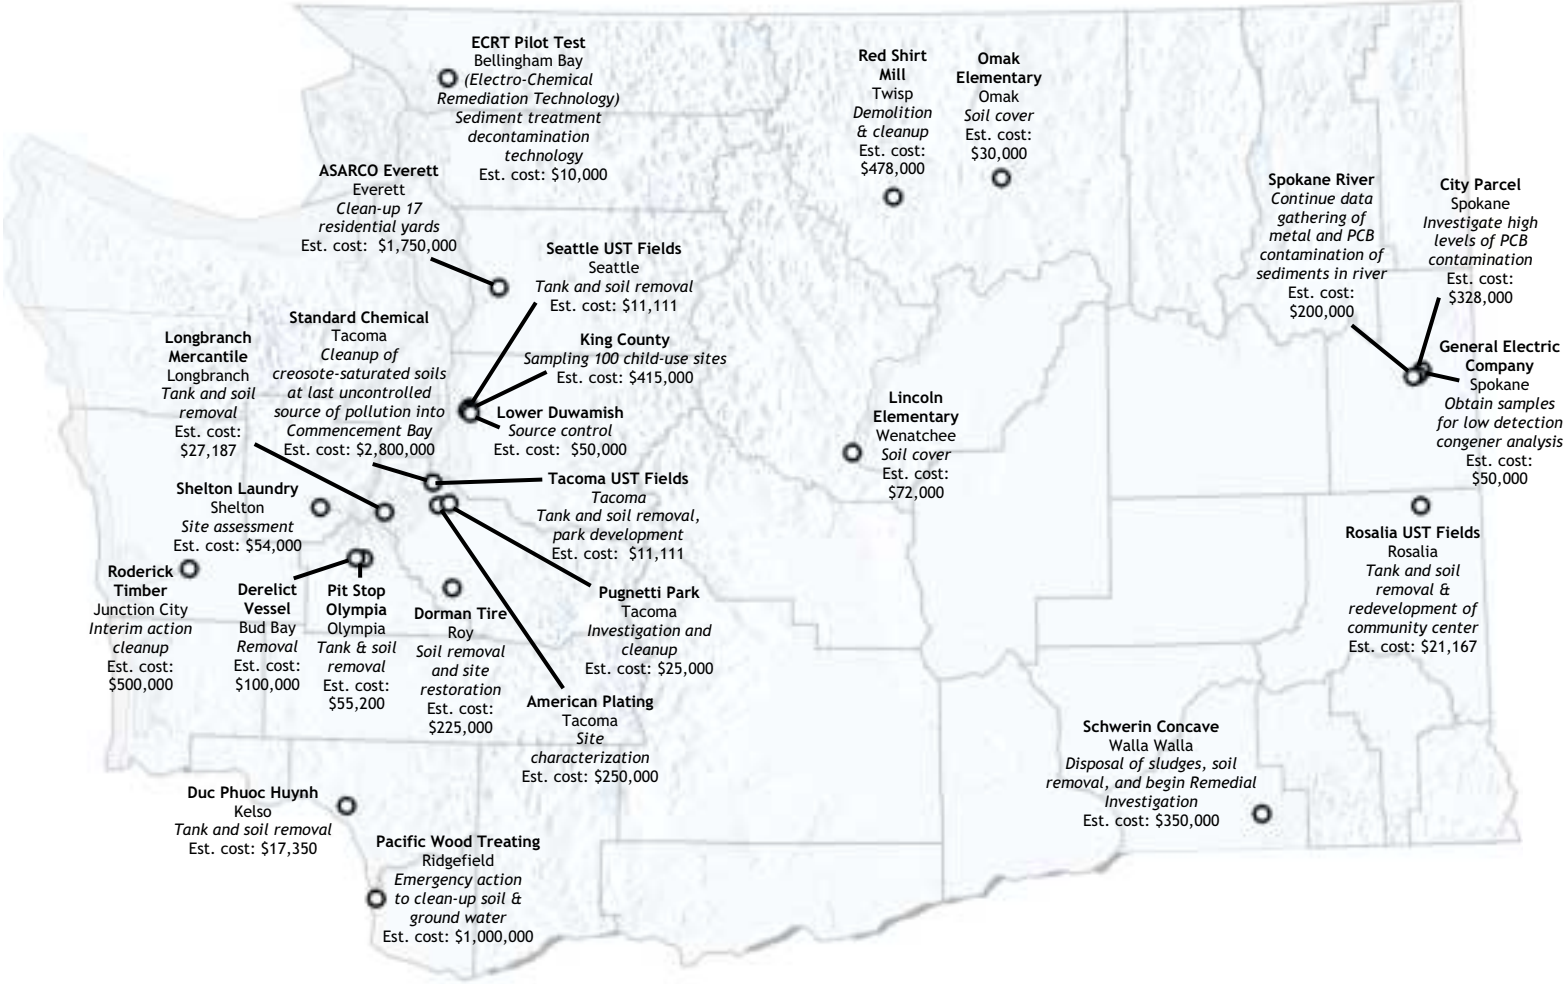 ECRT Pilot Test
Bellingham Bay
(Electro-Chemical
Remediation Technology)
Sediment treatment
decontamination
technology
Est. cost: $10,000
Red Shirt
Mill
Twisp
Demolition
& cleanup
Est. cost:
$478,000
Omak
Elementary
Omak
Soil cover
Est. cost:
$30,000
ASARCO Everett
Everett
Clean-up 17
residential yards
Est. cost: $1,750,000
Spokane River
Continue data
gathering of
metal and PCB
contamination of
sediments in river
Est. cost:
$200,000
City Parcel
Spokane
Investigate high
levels of PCB
contamination
Est. cost:
$328,000
Seattle UST Fields
Seattle
Tank and soil removal
Est. cost: $11,111
Standard Chemical
Tacoma
Cleanup of
creosote-saturated soils
at last uncontrolled
source of pollution into
Commencement Bay
Est. cost: $2,800,000
Longbranch
Mercantile
Longbranch
Tank and soil
removal
Est. cost:
$27,187
King County
Sampling 100 child-use sites
Est. cost: $415,000
General Electric
Company
Spokane
Obtain samples
for low detection
congener analysis
Est. cost:
$50,000
Lower Duwamish
Source control
Est. cost: $50,000
Lincoln
Elementary
Wenatchee
Soil cover
Est. cost:
$72,000
Tacoma UST Fields
Tacoma
Tank and soil removal,
park development
Est. cost: $11,111
Shelton Laundry
Shelton
Site assessment
Est. cost: $54,000
Rosalia UST Fields
Rosalia
Tank and soil
removal &
redevelopment of
community center
Est. cost: $21,167
Roderick
Timber
Junction City
Interim action
cleanup
Est. cost:
$500,000
Derelict
Vessel
Bud Bay
Removal
Est. cost:
$100,000
Pit Stop
Olympia
Olympia
Tank & soil
removal
Est. cost:
$55,200
Dorman Tire
Roy
Soil removal
and site
restoration
Est. cost:
$225,000
Pugnetti Park
Tacoma
Investigation and
cleanup
Est. cost: $25,000
American Plating
Tacoma
Site
characterization
Est. cost: $250,000
Schwerin Concave
Walla Walla
Disposal of sludges, soil
removal, and begin Remedial
Investigation
Est. cost: $350,000
Duc Phuoc Huynh
Kelso
Tank and soil removal
Est. cost: $17,350
Pacific Wood Treating
Ridgefield
Emergency action
to clean-up soil &
ground water
Est. cost: $1,000,000